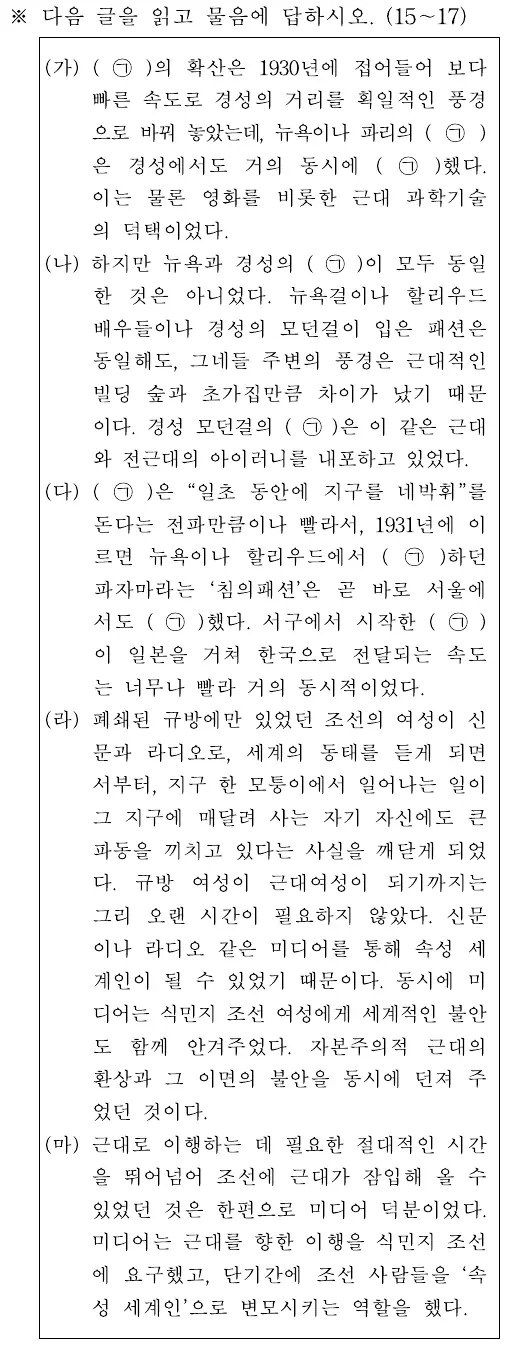 ※ 다음 글을 읽고 물음에 답하시오. (15~17)
(가) ( ㉠ )의 확산은 1930년에 접어들어 보다
빠른 속도로 경성의 거리를 획일적인 풍경
으로 바꿔 놓았는데, 뉴욕이나 파리의 ( ㉠ )
은 경성에서도 거의 동시에 ( ㉠ )했다.
이는 물론 영화를 비롯한 근대 과학기술
의 덕택이었다.
(나) 하지만 뉴욕과 경성의 ( ㉠ )이 모두 동일
한 것은 아니었다. 뉴욕걸이나 할리우드
배우들이나 경성의 모던걸이 입은 패션은
동일해도, 그네들 주변의 풍경은 근대적인
빌딩 숲과 초가집만큼 차이가 났기 때문
이다. 경성 모던걸의 ( ㉠ )은 이 같은 근대
와 전근대의 아이러니를 내포하고 있었다.
(다) ( ㉠ )은 “일초 동안에 지구를 네박휘”를
돈다는 전파만큼이나 빨라서, 1931년에 이
르면 뉴욕이나 할리우드에서 ( ㉠ )하던
파자마라는 ‘침의패션’은 곧 바로 서울에
서도 ( ㉠ )했다. 서구에서 시작한 ( ㉠ )
이 일본을 거쳐 한국으로 전달되는 속도
는 너무나 빨라 거의 동시적이었다.
(라) 폐쇄된 규방에만 있었던 조선의 여성이 신
문과 라디오로, 세계의 동태를 듣게 되면
서부터, 지구 한 모퉁이에서 일어나는 일이
그 지구에 매달려 사는 자기 자신에도 큰
파동을 끼치고 있다는 사실을 깨닫게 되었
다. 규방 여성이 근대여성이 되기까지는
그리 오랜 시간이 필요하지 않았다. 신문
이나 라디오 같은 미디어를 통해 속성 세
계인이 될 수 있었기 때문이다. 동시에 미
디어는 식민지 조선 여성에게 세계적인 불안
도 함께 안겨주었다. 자본주의적 근대의
환상과 그 이면의 불안을 동시에 던져 주
었던 것이다.
(마) 근대로 이행하는 데 필요한 절대적인 시간
을 뛰어넘어 조선에 근대가 잠입해 올 수
있었던 것은 한편으로 미디어 덕분이었다.
미디어는 근대를 향한 이행을 식민지 조선
에 요구했고, 단기간에 조선 사람들을 ‘속
성 세계인’으로 변모시키는 역할을 했다.